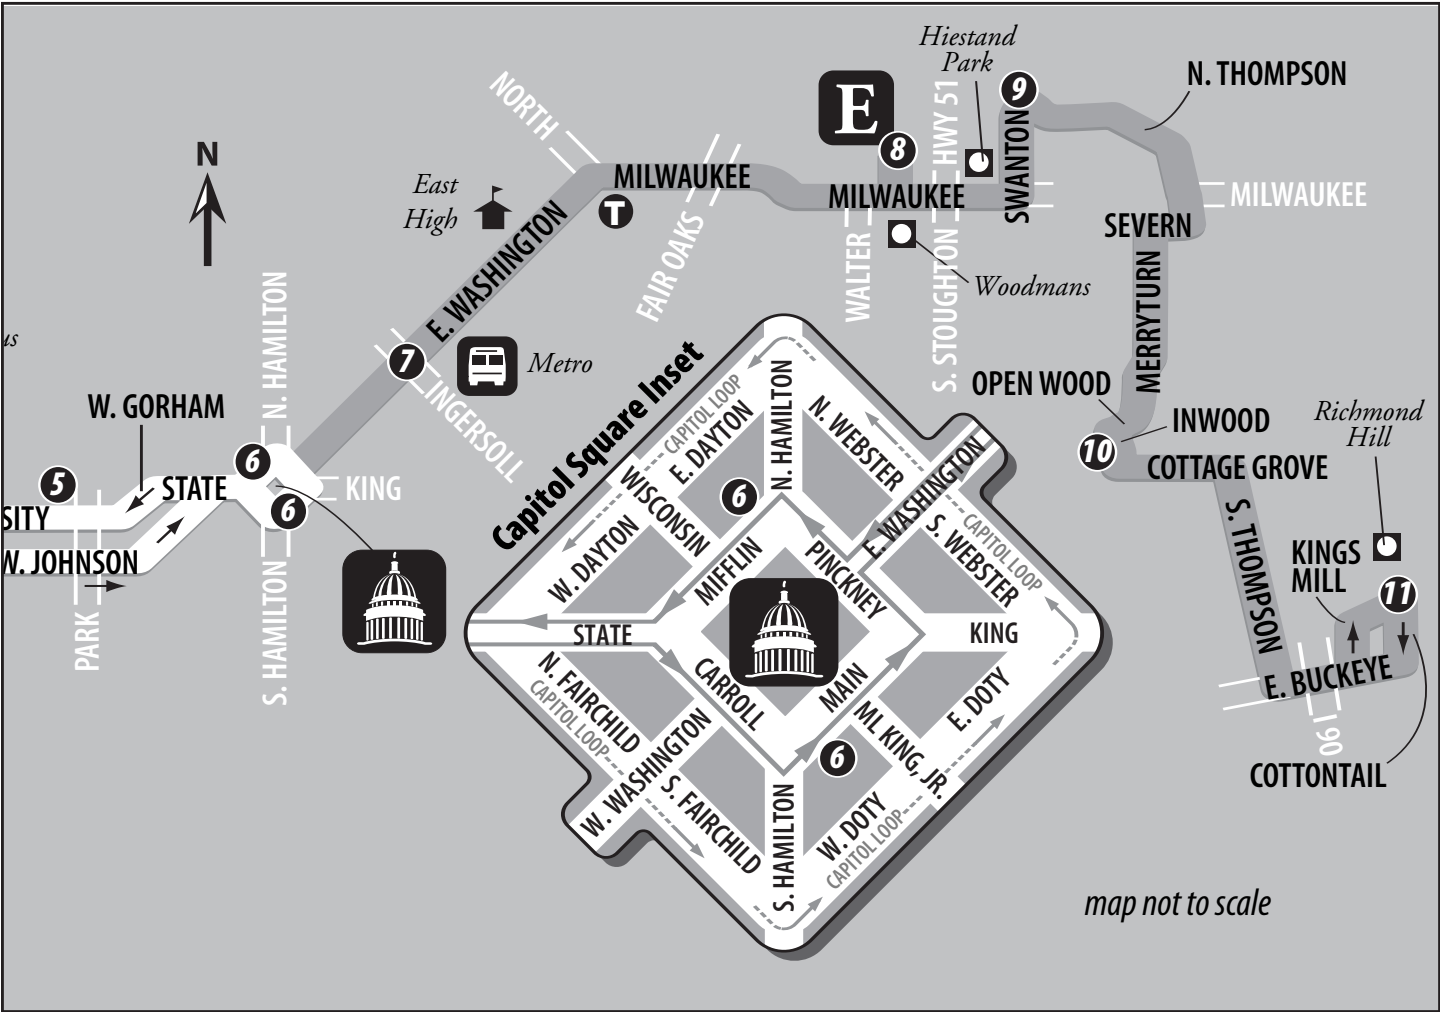 Hiestand
Park
N. THOMPSON
9
E
HWY 51
NORTH
8
N
SWANTON
MILWAUKEE
East
High
T
MILWAUKEE
MILWAUKEE
SEVERN
E. WASHINGTON
FAIR OAKS
WALTER
S. STOUGHTON
Woodmans
MERRYTURN
N. HAMILTON
us
7
Metro
INGERSOLL
OPEN WOOD
W. GORHAM
INWOOD
Richmond
Hill
10
COTTAGE GROVE
6
5
STATE
KING
6
SITY
W. JOHNSON
PARK
S. HAMILTON
S. THOMPSON
KINGS
MILL
11
E. BUCKEYE
I 90
COTTONTAIL
Capitol Square Inset
CAPITOL LOOP
E. DAYTON
N. HAMILTON
N. WEBSTER
E. WASHINGTON
WISCONSIN
6
W. DAYTON
MIFFLIN
PINCKNEY
S. WEBSTER
CAPITOL LOOP
STATE
KING
N. FAIRCHILD
CAPITOL LOOP
CARROLL
MAIN
E. DOTY
W. WASHINGTON
ML KING, JR.
6
S. FAIRCHILD
S. HAMILTON
W. DOTY
CAPITOL LOOP
map not to scale